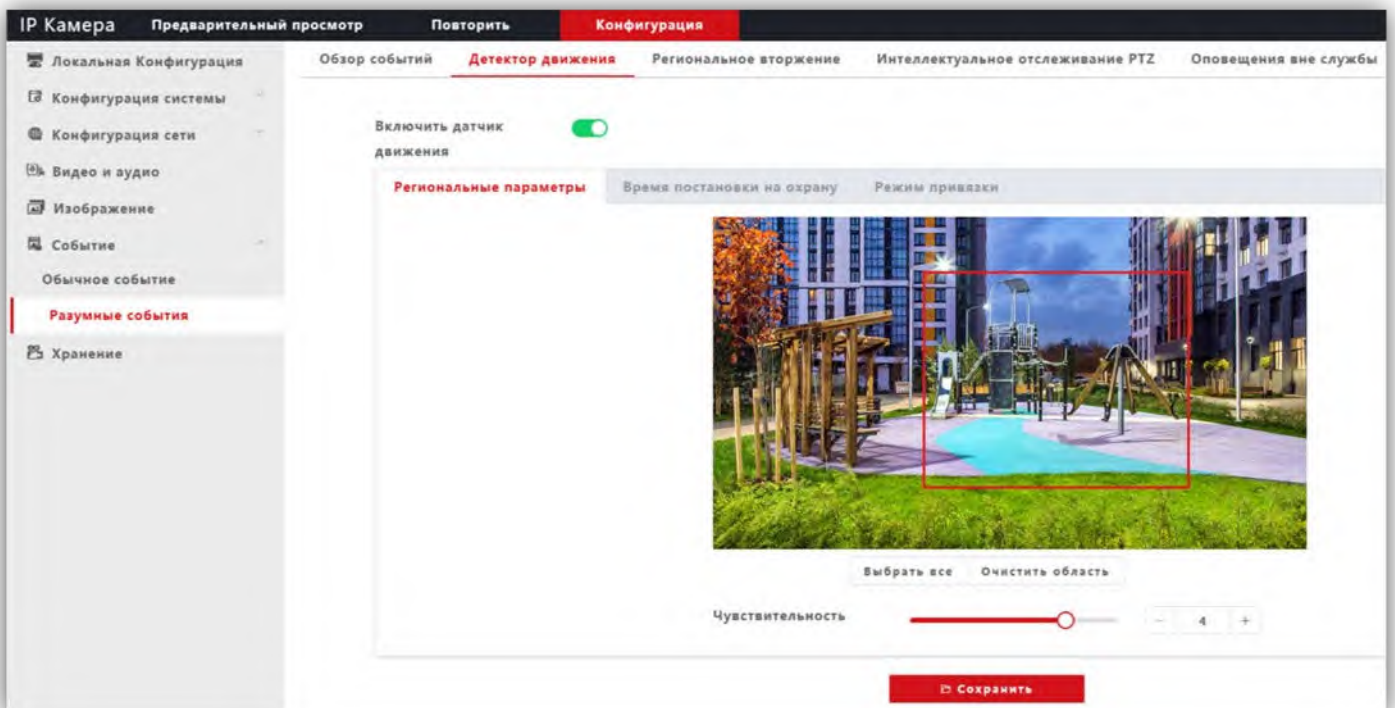 IP Камера Предварительный просмотр Повторить Конфигурация
Локальная Конфигурация
Конфигурация системы
Конфигурация сети
Видео и аудио
Изображение
Событие
Обычное событие
Разумные события
Хранение
Обзор событий Детектор движения Региональное вторжение Интеллектуальное отслеживание PTZ Оповещения вне службы
Включить датчик
движения
Региональные параметры Время постановки на охрану Режим привязки
Выбрать все Очистить область
Чувствительность − 4 +
Сохранить